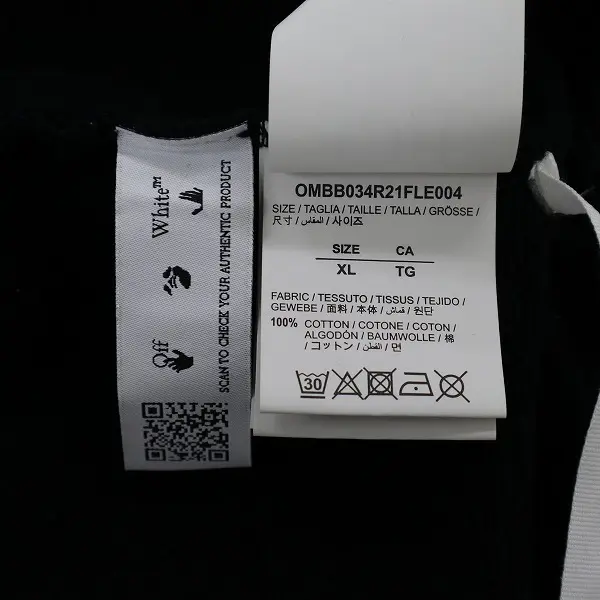 White™
Off
SCAN TO CHECK YOUR AUTHENTIC PRODUCT
OMBB034R21FLE004
SIZE / TAGLIA / TAILLE / TALLA / GRÖSSE /
尺寸 / المقاس / 사이즈
SIZE CA
XL TG
FABRIC / TESSUTO / TISSUS / TEJIDO /
GEWEBE / 面料 / 本体 / قماش / 원단
100% COTTON / COTONE / COTON /
ALGODÓN / BAUMWOLLE / 棉
/ コットン / القطن / 면
30